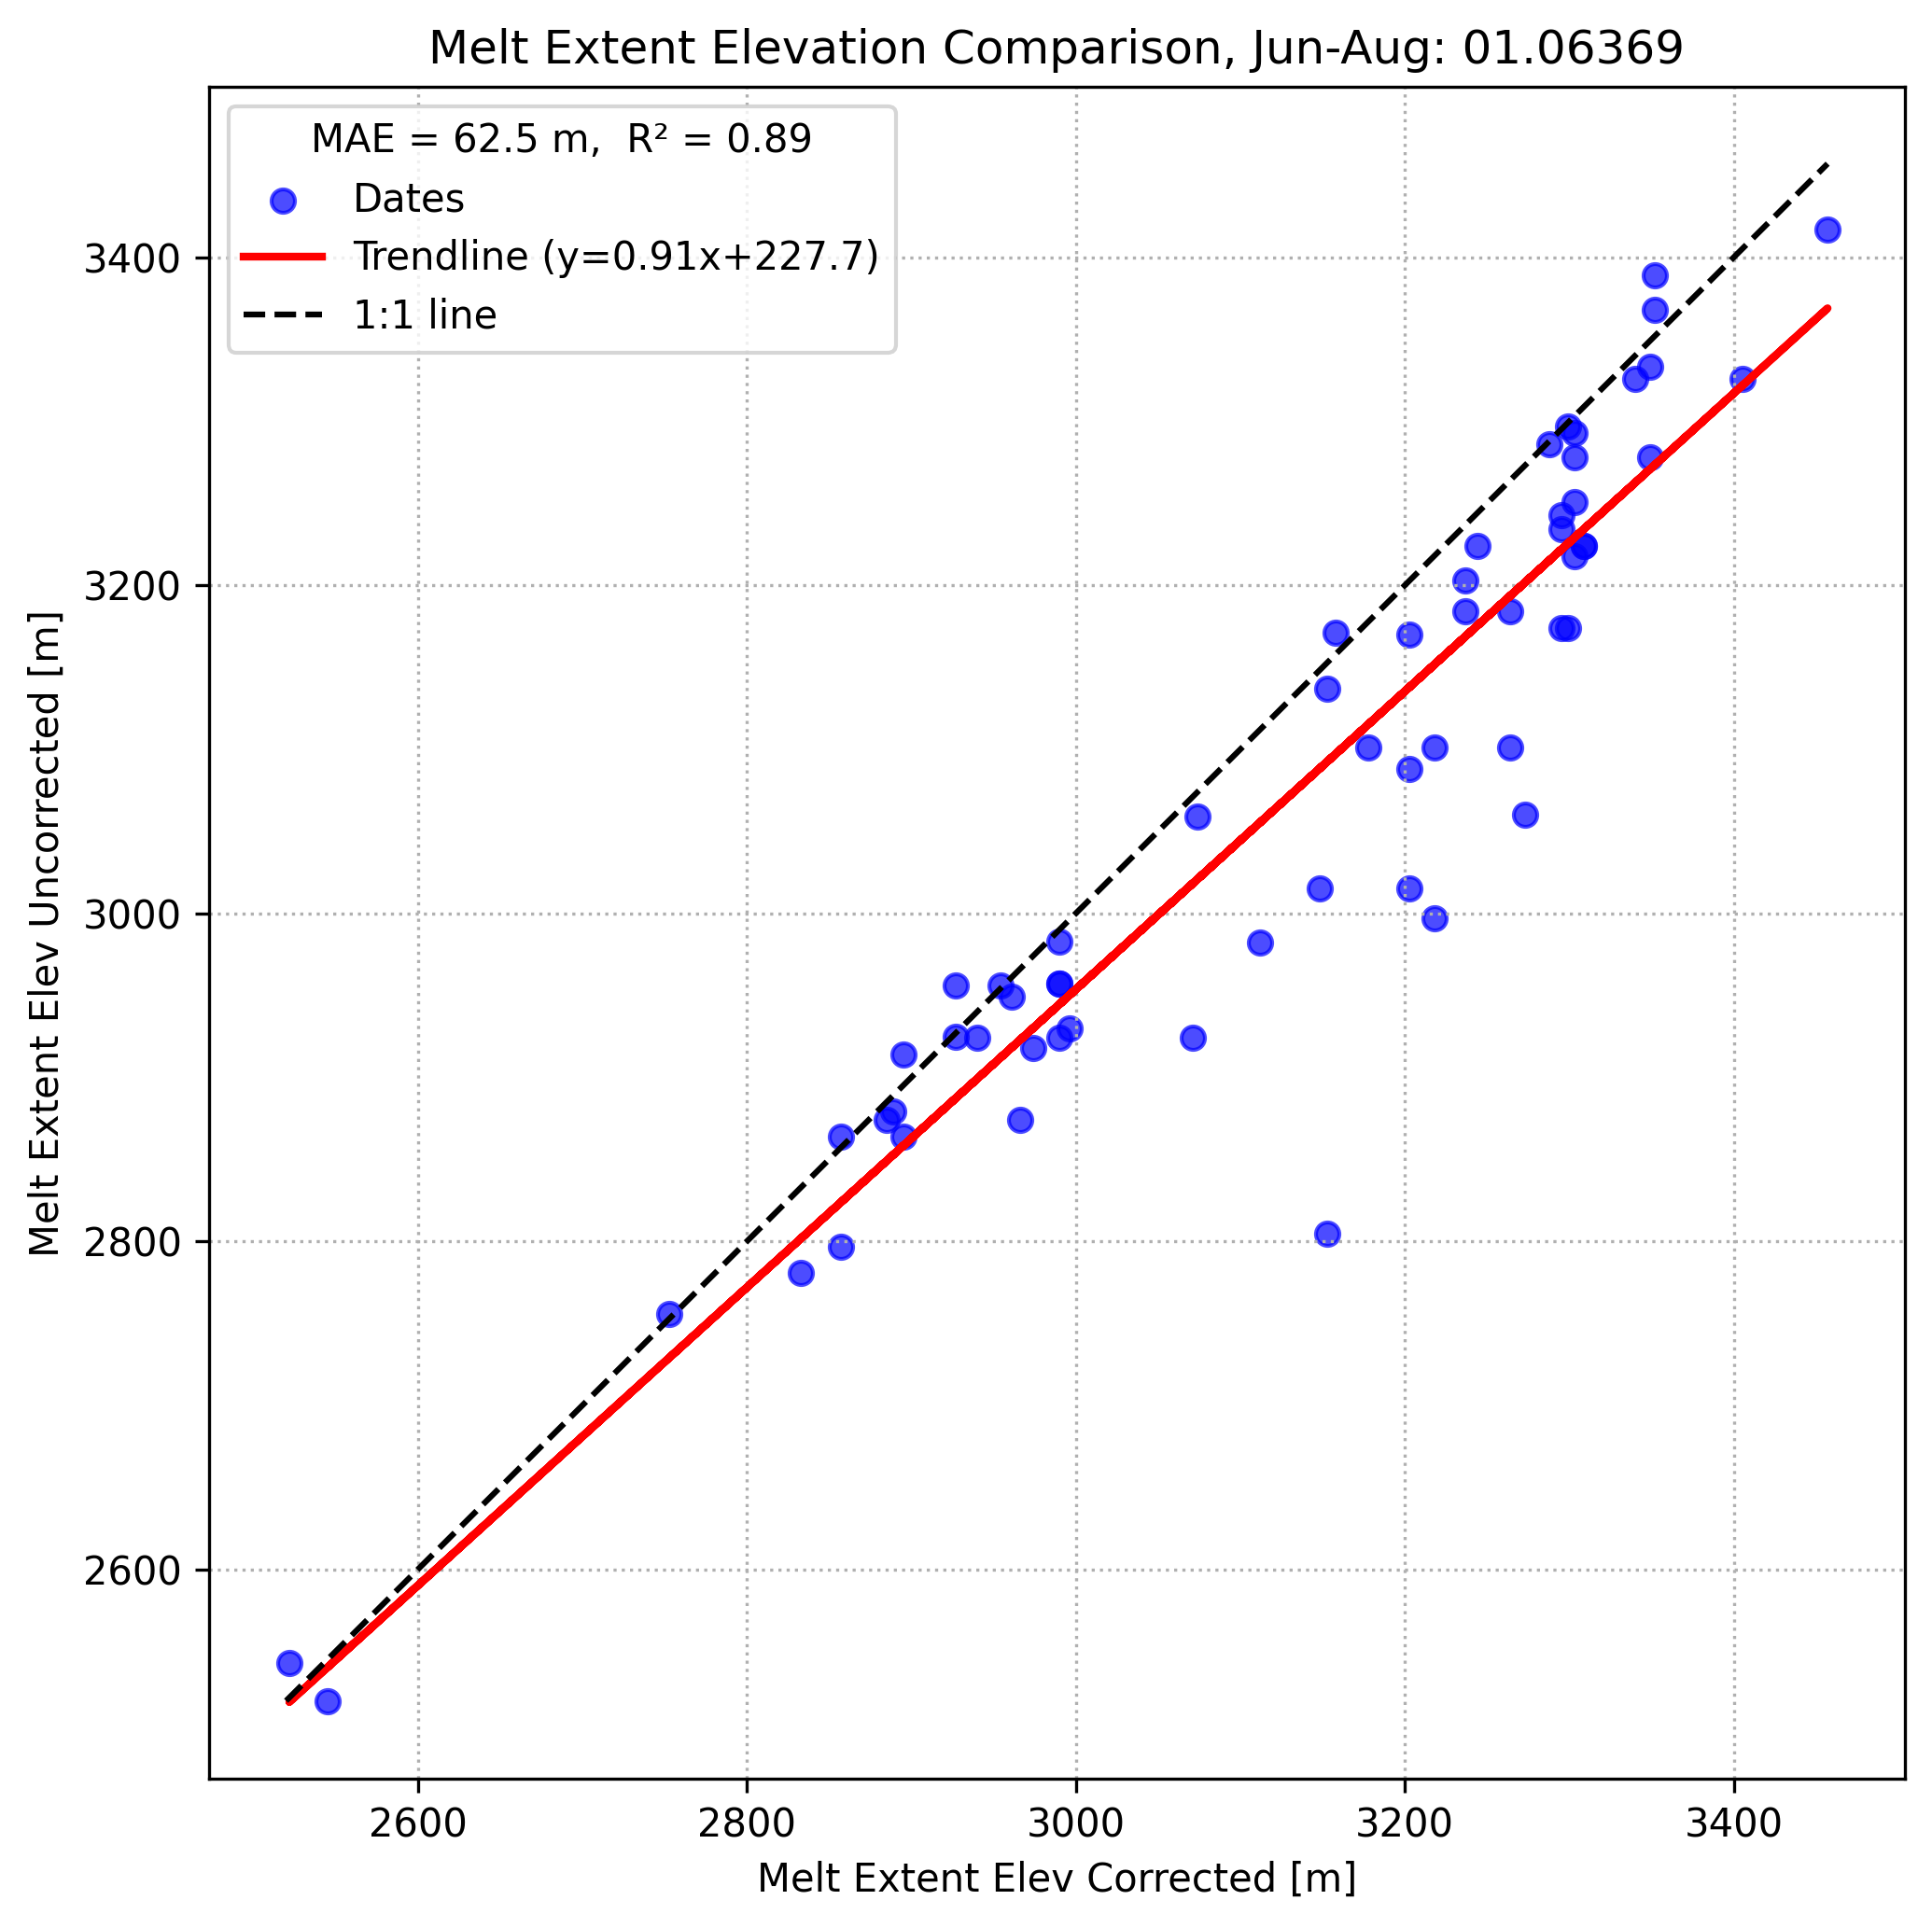 Melt Extent Elevation Comparison, Jun-Aug: 01.06369
MAE = 62.5 m,  R² = 0.89
Dates
Trendline (y=0.91x+227.7)
1:1 line
Melt Extent Elev Uncorrected [m]
3400
3200
3000
2800
2600
2600 2800 3000 3200 3400
Melt Extent Elev Corrected [m]